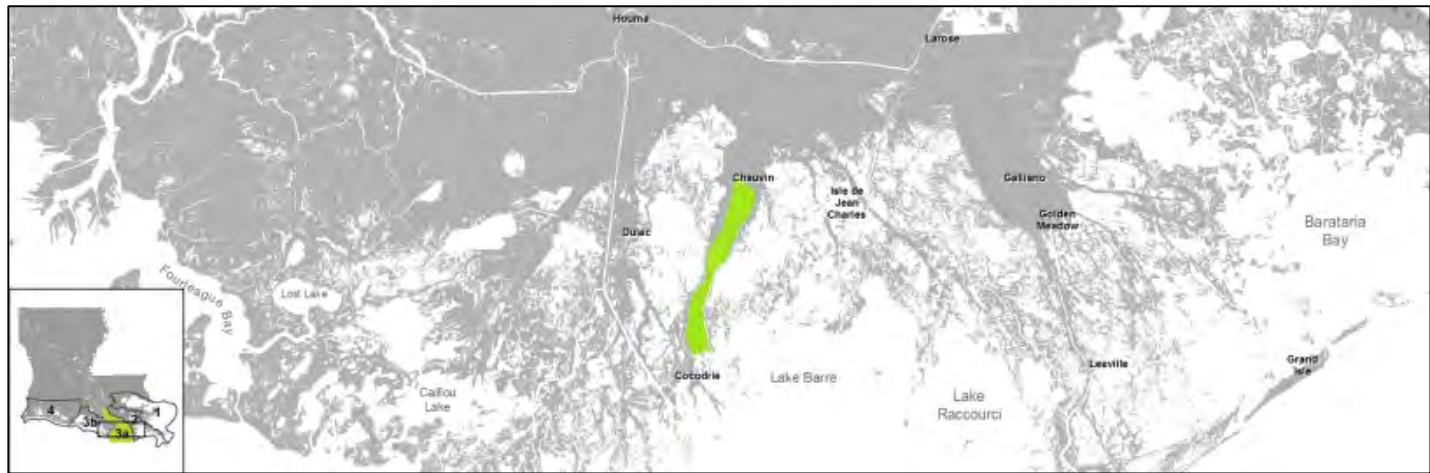 Houma
Larose
Chauvin
Isle de
Jean
Charles
Galliano
Golden
Meadow
Barataria
Bay
Dulac
Fourleague Bay
Lost Lake
Caillou
Lake
Cocodrie
Lake Barre
Lake
Raccourci
Leeville
Grand
Isle
4
3b
3a
2
1